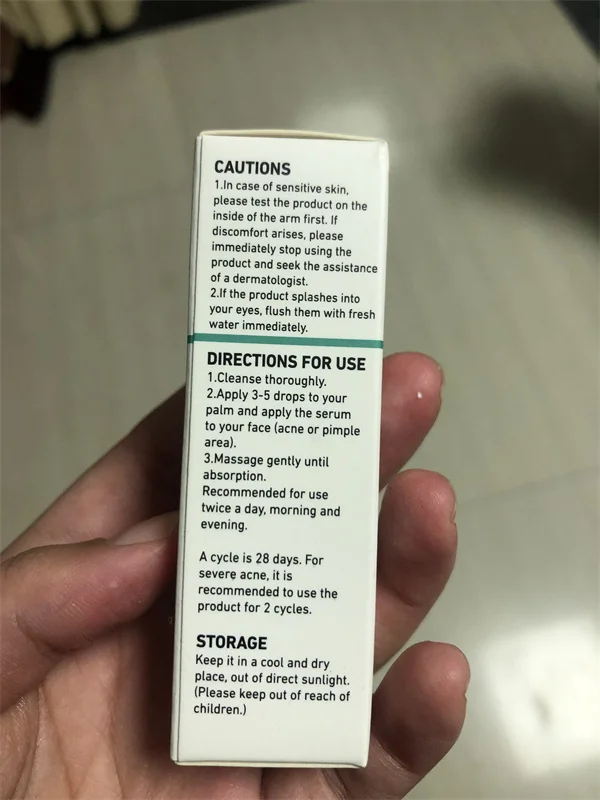 CAUTIONS
1.In case of sensitive skin,
please test the product on the
inside of the arm first. If
discomfort arises, please
immediately stop using the
product and seek the assistance
of a dermatologist.
2.If the product splashes into
your eyes, flush them with fresh
water immediately.
DIRECTIONS FOR USE
1.Cleanse thoroughly.
2.Apply 3-5 drops to your
palm and apply the serum
to your face (acne or pimple
area).
3.Massage gently until
absorption.
Recommended for use
twice a day, morning and
evening.
A cycle is 28 days. For
severe acne, it is
recommended to use the
product for 2 cycles.
STORAGE
Keep it in a cool and dry
place, out of direct sunlight.
(Please keep out of reach of
children.)